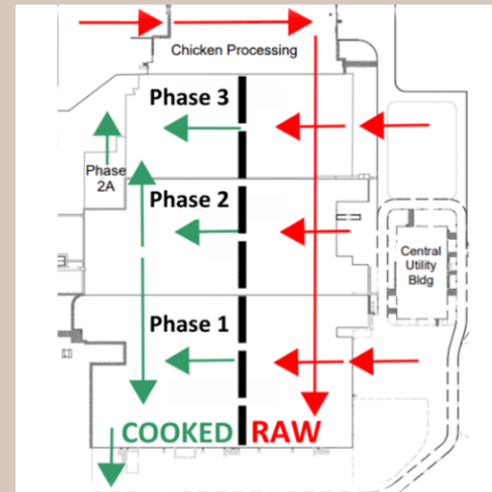 Chicken Processing
Phase 3
Phase
2A
Phase 2
Central
Utility
Bldg
Phase 1
COOKED RAW